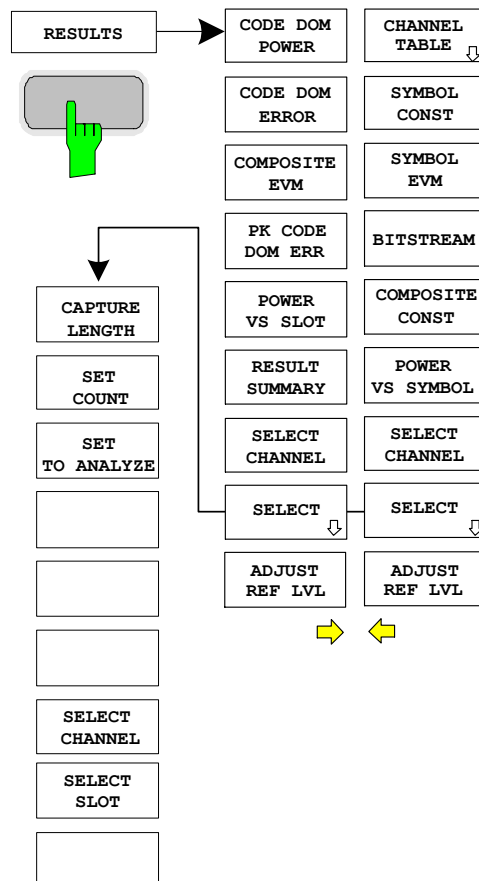 RESULTS
CODE DOM
POWER
CODE DOM
ERROR
COMPOSITE
EVM
PK CODE
DOM ERR
POWER
VS SLOT
RESULT
SUMMARY
SELECT
CHANNEL
SELECT
ADJUST
REF LVL
CHANNEL
TABLE
SYMBOL
CONST
SYMBOL
EVM
BITSTREAM
COMPOSITE
CONST
POWER
VS SYMBOL
SELECT
CHANNEL
SELECT
ADJUST
REF LVL
CAPTURE
LENGTH
SET
COUNT
SET
TO ANALYZE
SELECT
CHANNEL
SELECT
SLOT